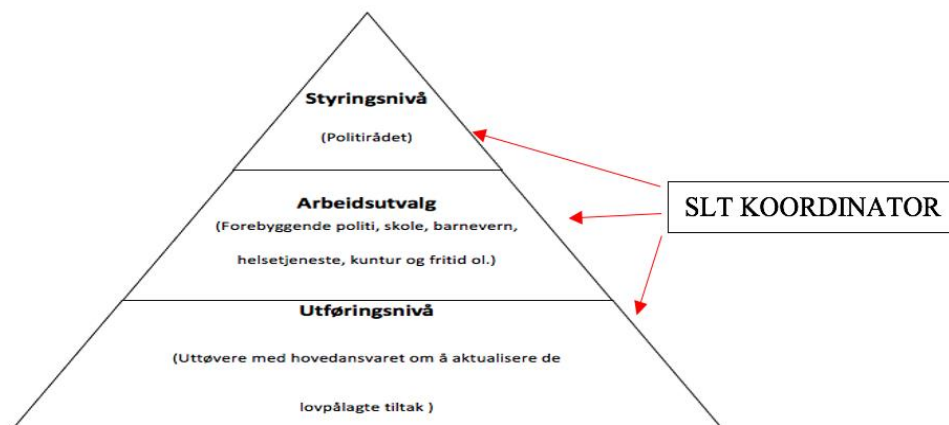 Styringsnivå
(Politirådet)
Arbeidsutvalg
(Forebyggende politi, skole, barnevern,
helsetjeneste, kuntur og fritid ol.)
Utføringsnivå
(Uttøvere med hovedansvaret om å aktualisere de
lovpålagte tiltak )
SLT KOORDINATOR